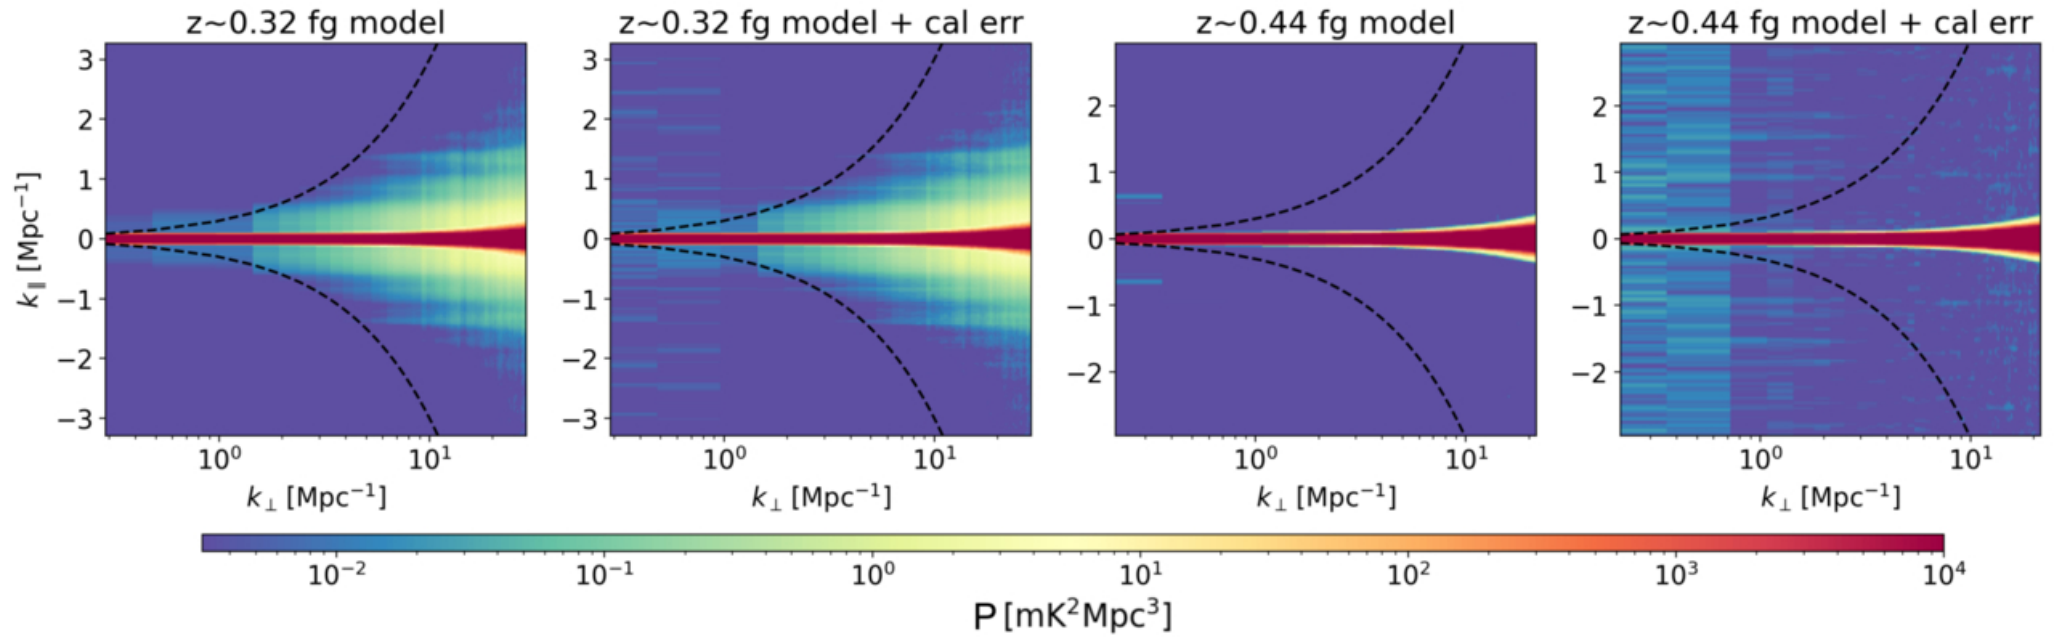 z~0.32 fg model
z~0.32 fg model + cal err
z~0.44 fg model
z~0.44 fg model + cal err
k∥ [Mpc⁻¹]
3
2
1
0
−1
−2
−3
3
2
1
0
−1
−2
−3
2
1
0
−1
−2
2
1
0
−1
−2
10⁰ 10¹
10⁰ 10¹
10⁰ 10¹
10⁰ 10¹
k⊥ [Mpc⁻¹]
k⊥ [Mpc⁻¹]
k⊥ [Mpc⁻¹]
k⊥ [Mpc⁻¹]
10⁻² 10⁻¹ 10⁰ 10¹ 10² 10³ 10⁴
P [mK²Mpc³]